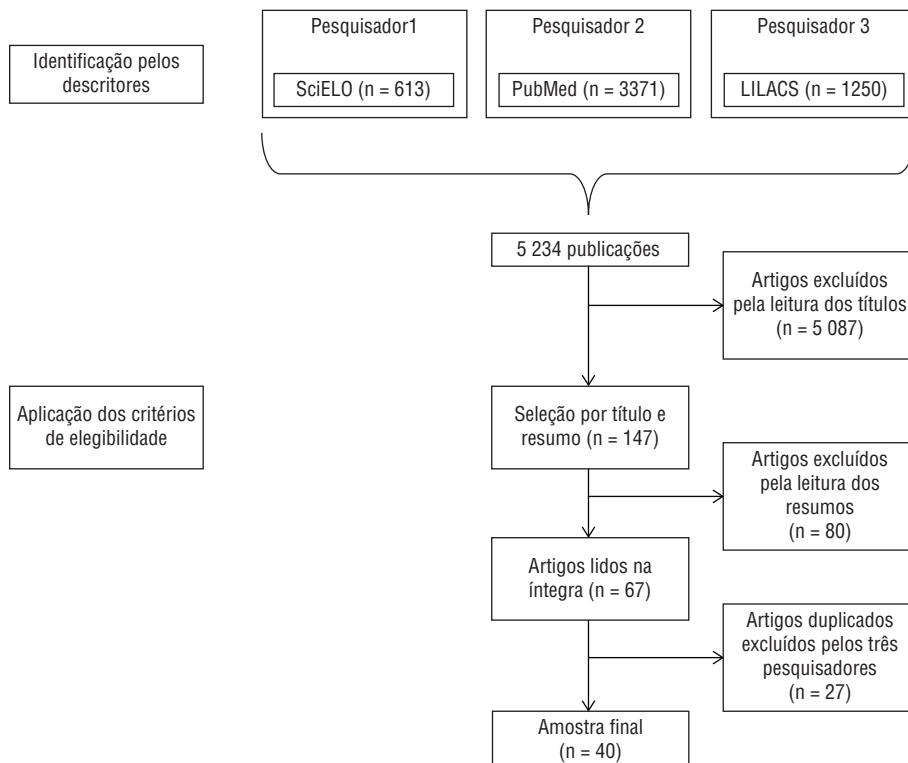 Identificação pelos
descritores
Pesquisador1
SciELO (n = 613)
Pesquisador 2
PubMed (n = 3371)
Pesquisador 3
LILACS (n = 1250)
5 234 publicações
Artigos excluídos
pela leitura dos títulos
(n = 5 087)
Aplicação dos critérios
de elegibilidade
Seleção por título e
resumo (n = 147)
Artigos excluídos
pela leitura dos
resumos
(n = 80)
Artigos lidos na
íntegra (n = 67)
Artigos duplicados
excluídos pelos três
pesquisadores
(n = 27)
Amostra final
(n = 40)